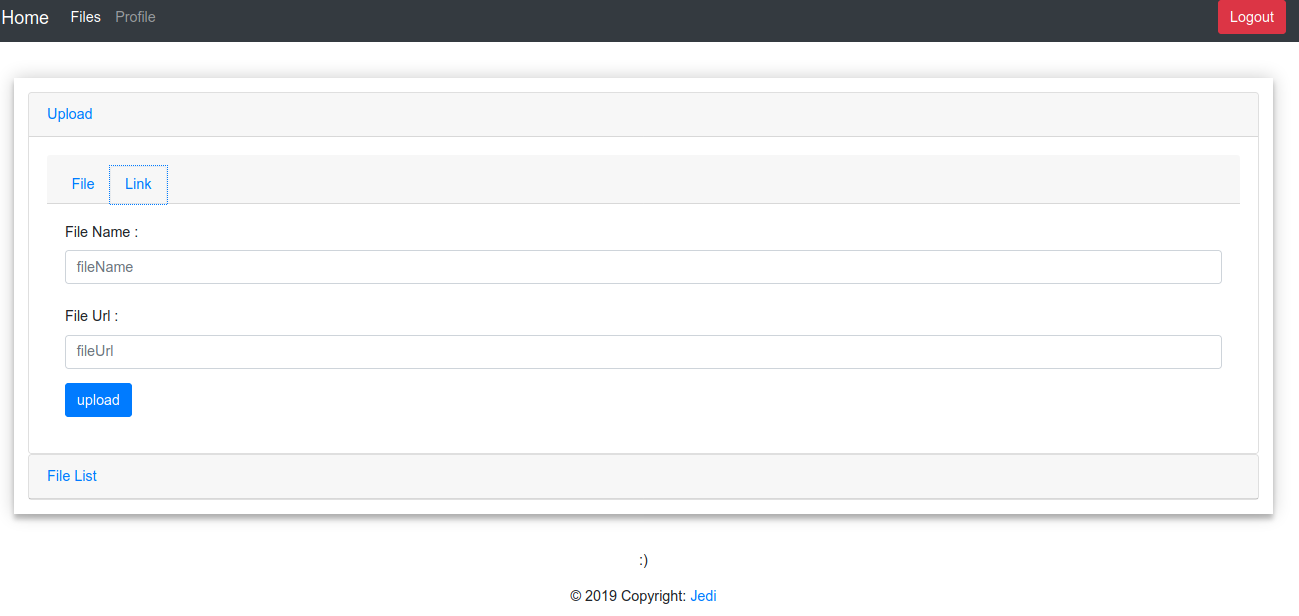 Home Files Profile Logout
Upload
File Link
File Name :
fileName
File Url :
fileUrl
upload
File List
:)
© 2019 Copyright: Jedi